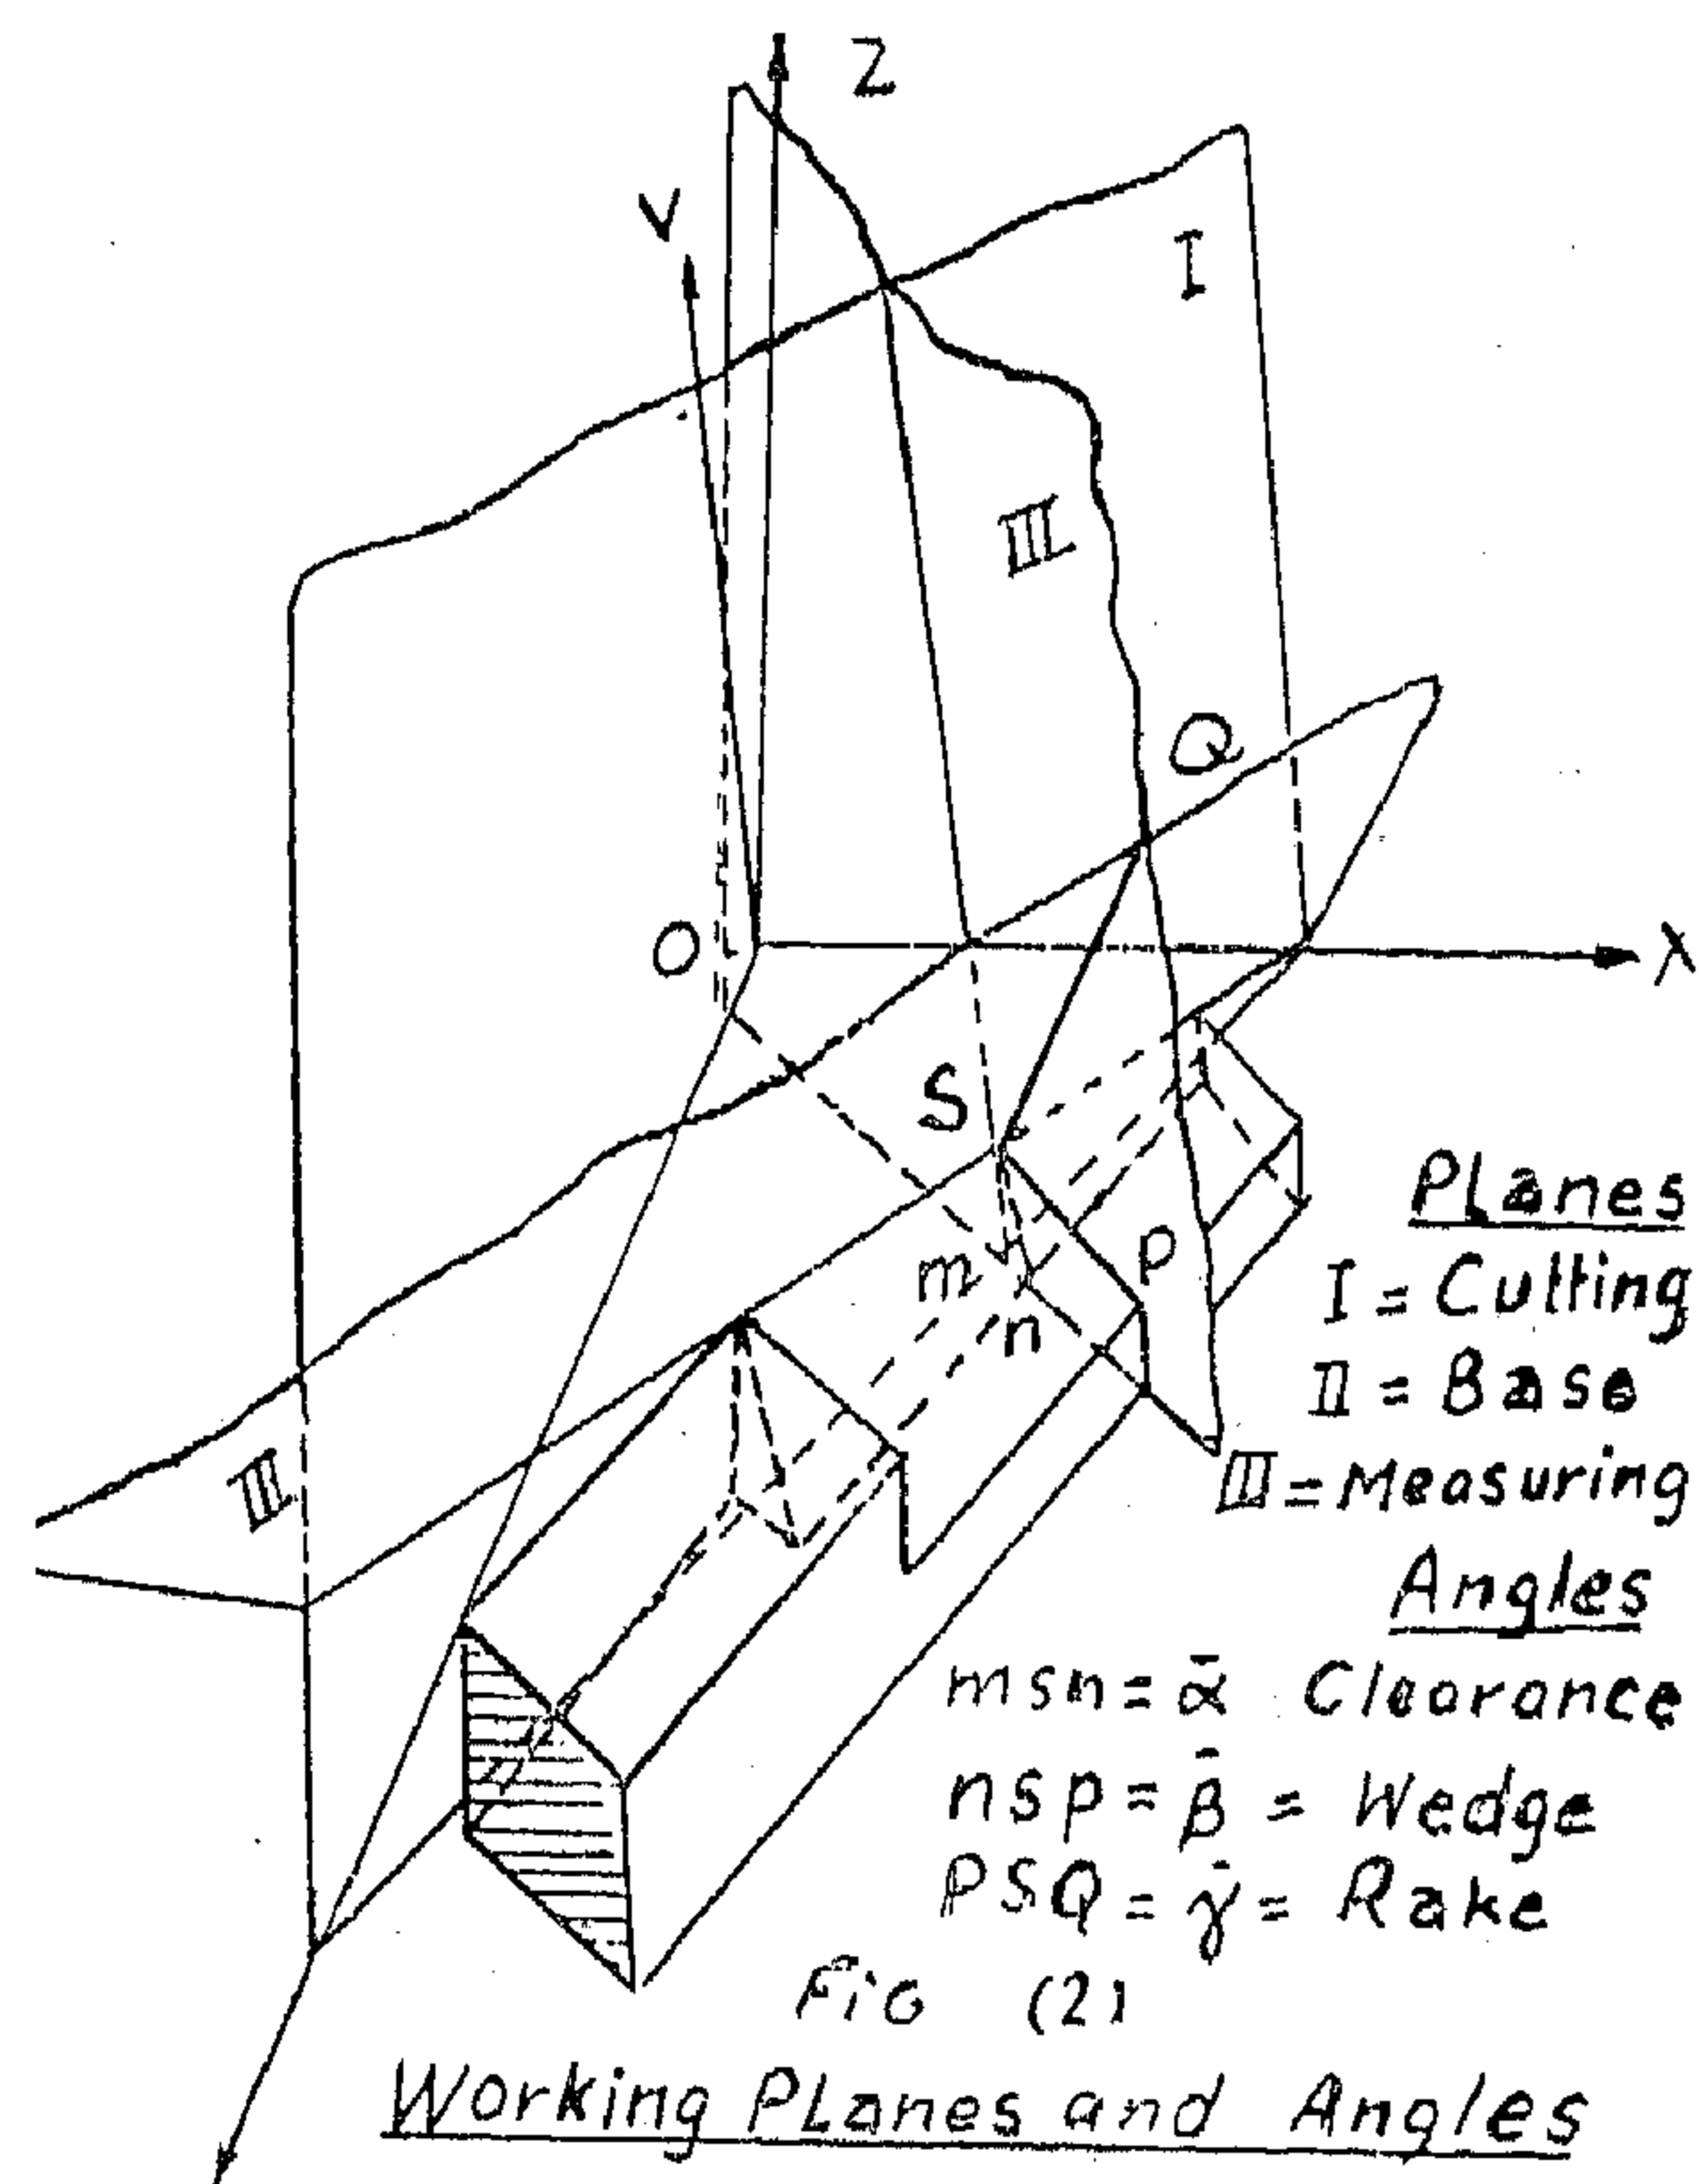 Z
V
I
III
Q
O
X
S
P
m
n
III
Planes
I = Cutting
II = Base
III = Measuring
Angles
msn = ᾱ Clearance
nsp = β̄ = Wedge
PSQ = γ̄ = Rake
Fig (2)
Working Planes and Angles